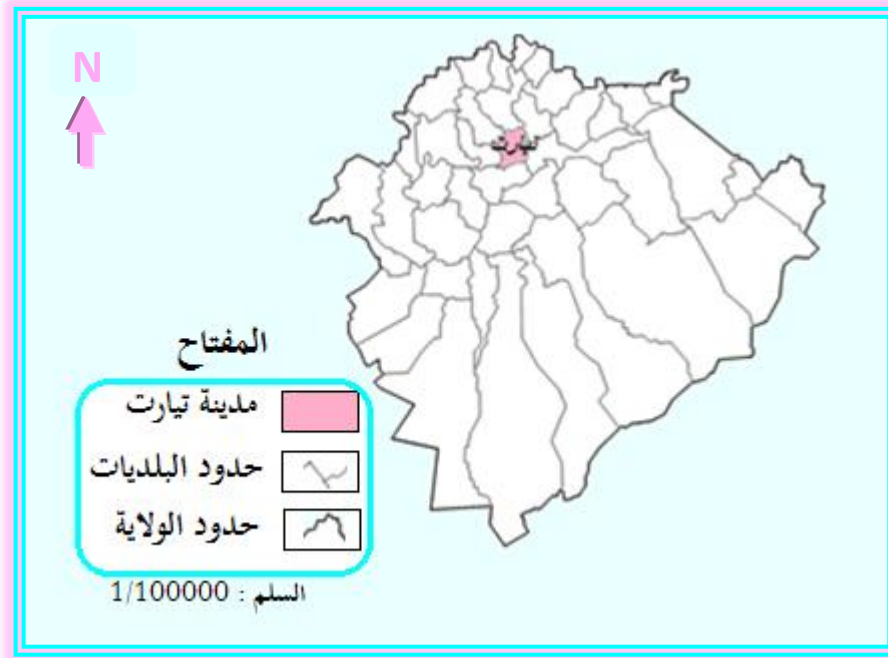 N
تيارت
المفتاح
مدينة تيارت
حدود البلديات
حدود الولاية
السلم : 1/100000